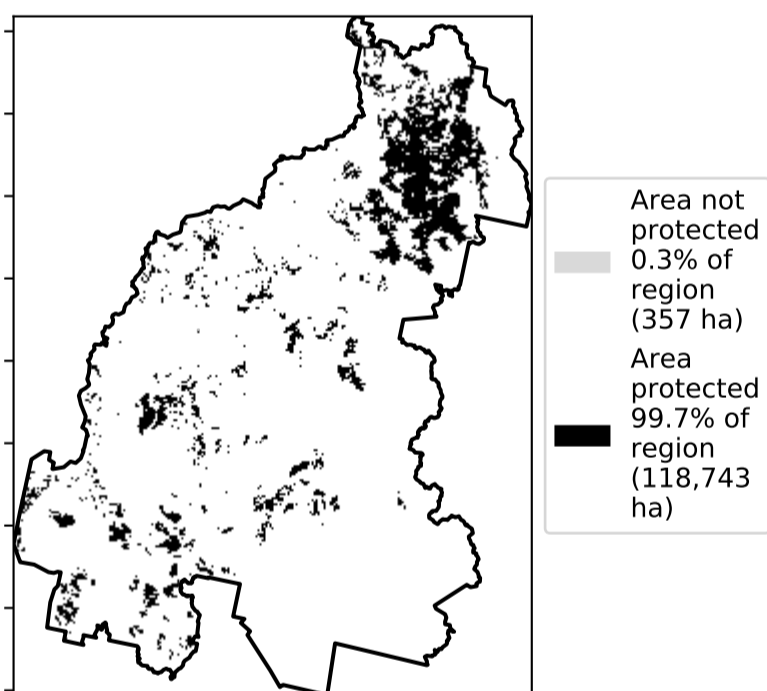 Area not
protected
0.3% of
region
(357 ha)
Area
protected
99.7% of
region
(118,743
ha)